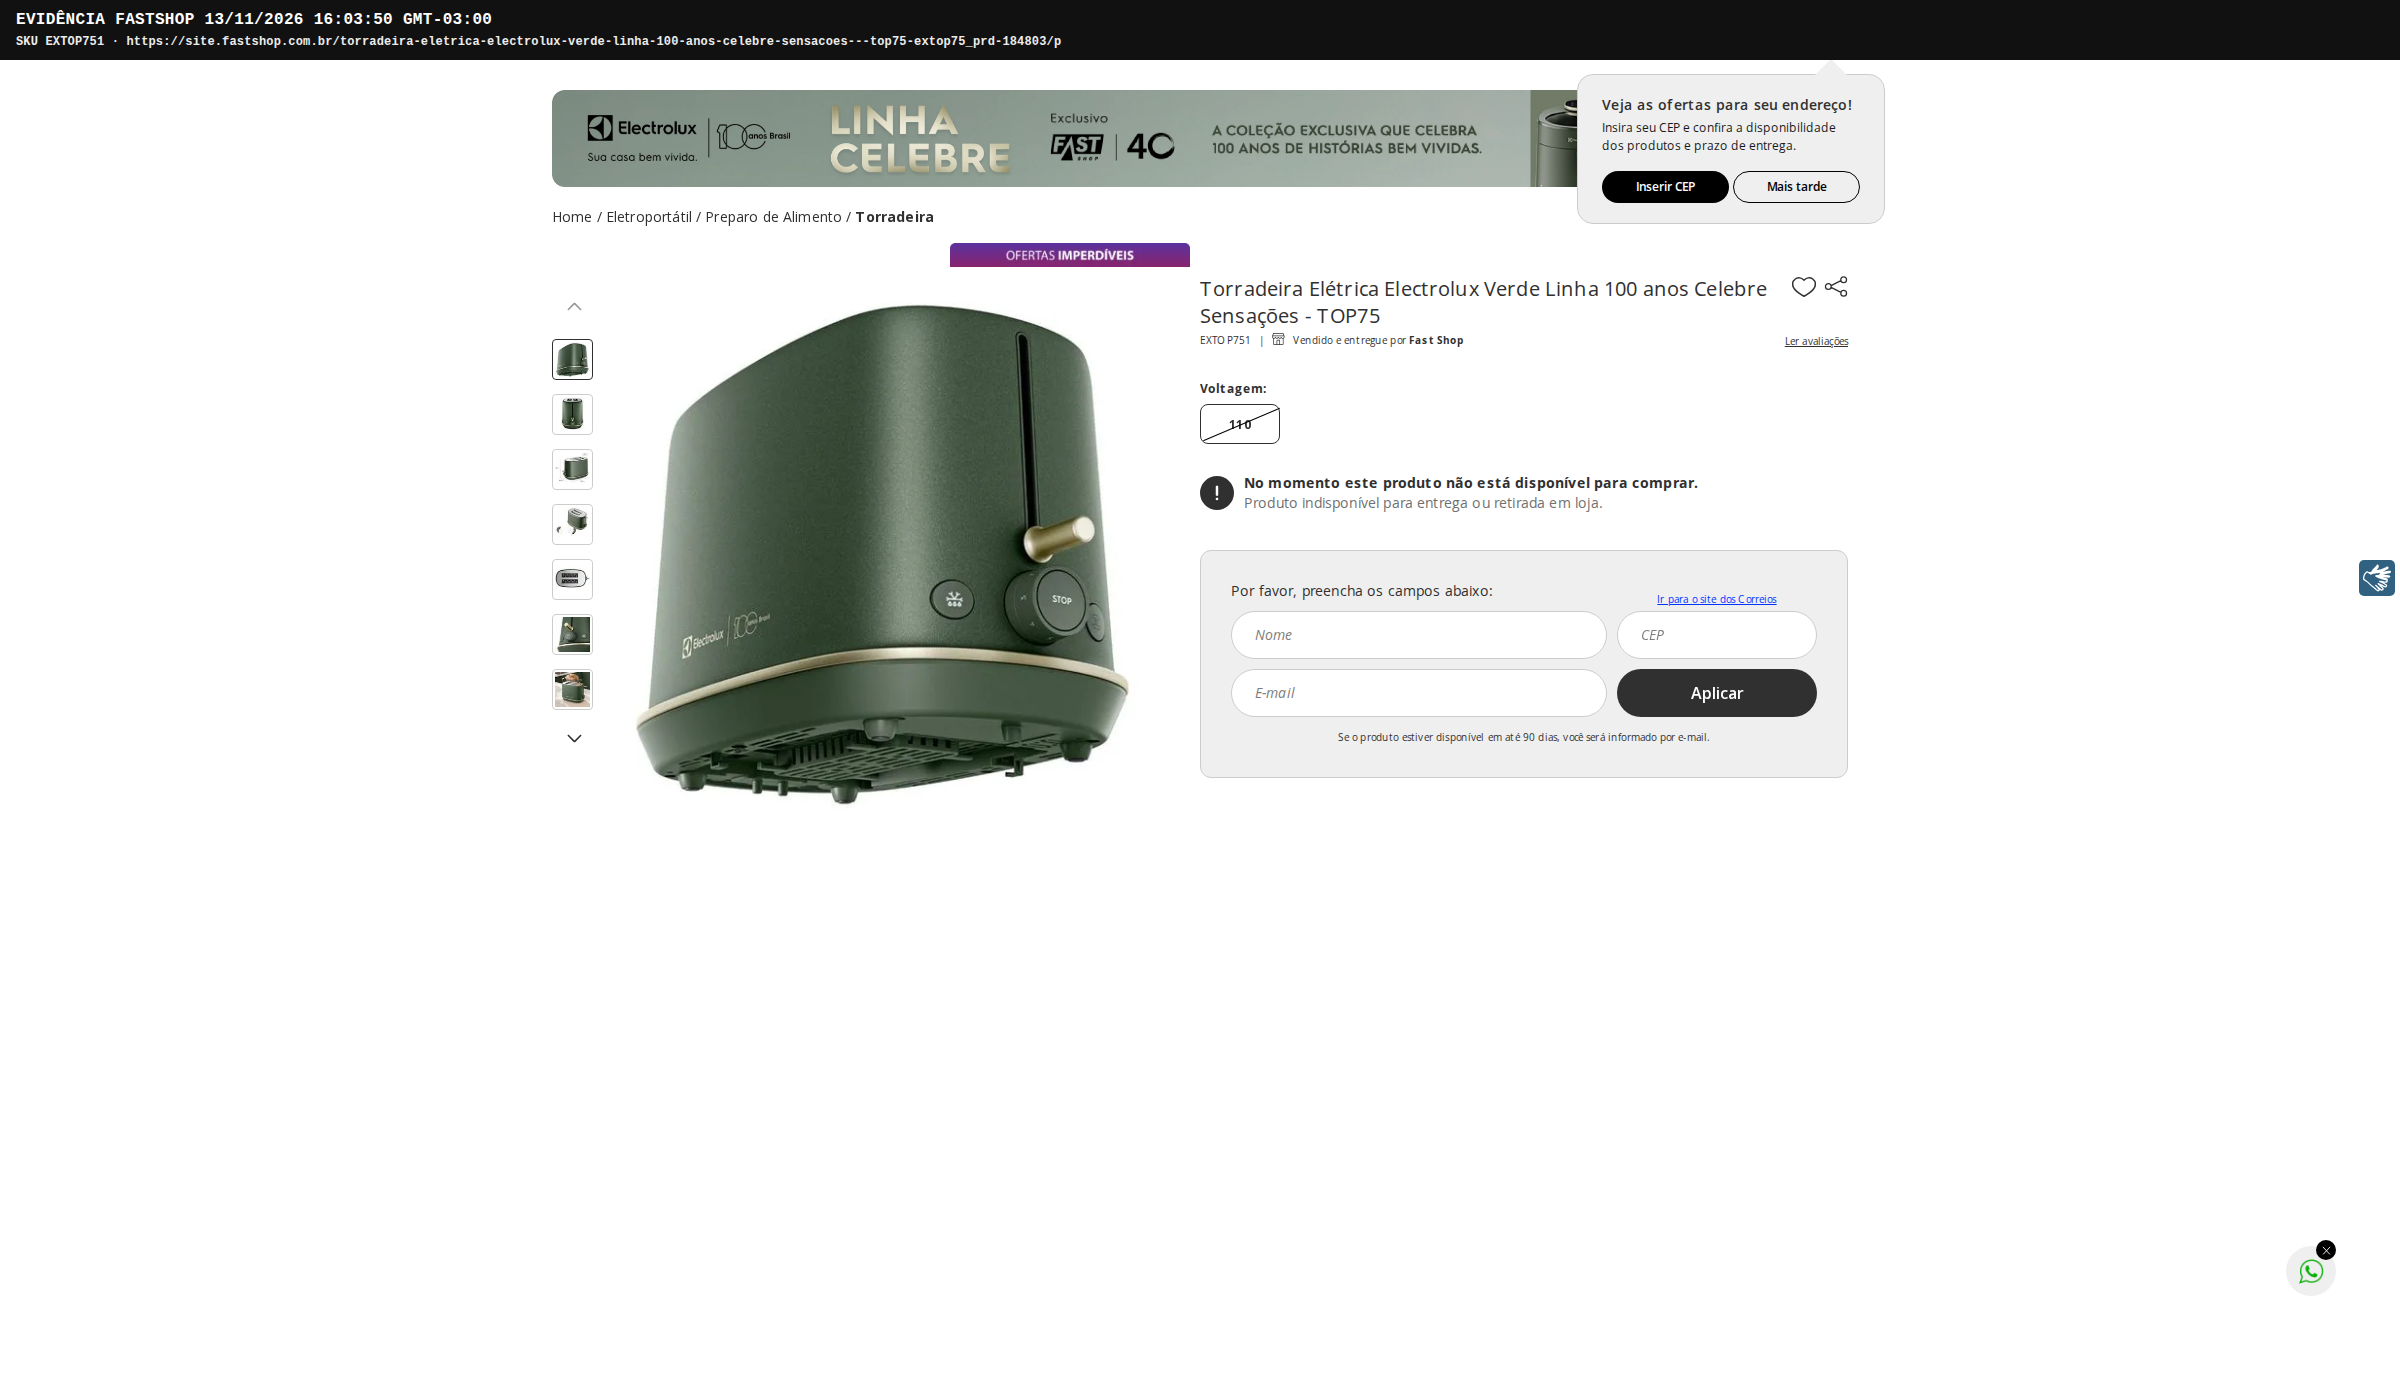 EVIDÊNCIA FASTSHOP 13/11/2026 16:03:50 GMT-03:00
SKU EXTOP751 · https://site.fastshop.com.br/torradeira-eletrica-electrolux-verde-linha-100-anos-celebre-sensacoes---top75-extop75_prd-184803/p
Electrolux
100 anos Brasil
Sua casa bem vivida.
LINHA
CELEBRE
Exclusivo
FAST
SHOP
40
A COLEÇÃO EXCLUSIVA QUE CELEBRA
100 ANOS DE HISTÓRIAS BEM VIVIDAS.
Veja as ofertas para seu endereço!
Insira seu CEP e confira a disponibilidade
dos produtos e prazo de entrega.
Inserir CEP
Mais tarde
Home / Eletroportátil / Preparo de Alimento / Torradeira
OFERTAS IMPERDÍVEIS
Torradeira Elétrica Electrolux Verde Linha 100 anos Celebre
Sensações - TOP75
EXTOP751 | Vendido e entregue por Fast Shop
Ler avaliações
Voltagem:
110
No momento este produto não está disponível para comprar.
Produto indisponível para entrega ou retirada em loja.
STOP
Electrolux
100 anos Brasil
Por favor, preencha os campos abaixo:
Ir para o site dos Correios
Nome
CEP
E-mail
Aplicar
Se o produto estiver disponível em até 90 dias, você será informado por e-mail.